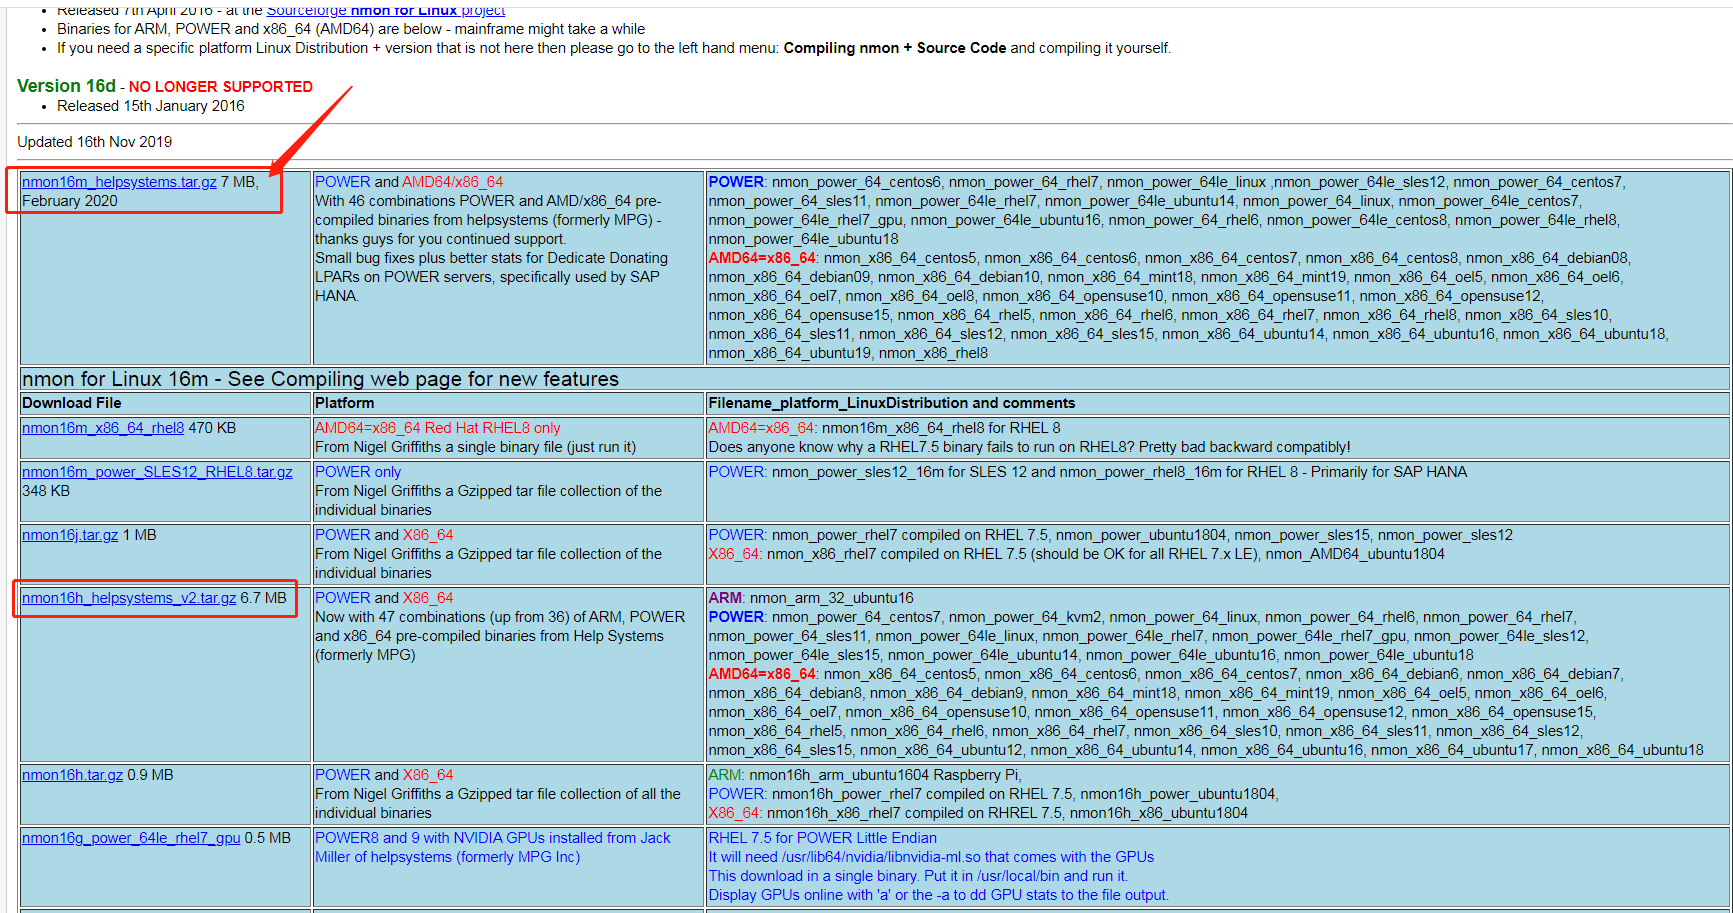 Released 7th April 2016 - at the Sourceforge nmon for Linux project
Binaries for ARM, POWER and x86_64 (AMD64) are below - mainframe might take a while
If you need a specific platform Linux Distribution + version that is not here then please go to the left hand menu: Compiling nmon + Source Code and compiling it yourself.
Version 16d - NO LONGER SUPPORTED
Released 15th January 2016
Updated 16th Nov 2019
nmon16m_helpsystems.tar.gz 7 MB,
February 2020
POWER and AMD64/x86_64
With 46 combinations POWER and AMD/x86_64 pre-
compiled binaries from helpsystems (formerly MPG) -
thanks guys for you continued support.
Small bug fixes plus better stats for Dedicate Donating
LPARs on POWER servers, specifically used by SAP
HANA.
POWER: nmon_power_64_centos6, nmon_power_64_rhel7, nmon_power_64le_linux ,nmon_power_64le_sles12, nmon_power_64_centos7,
nmon_power_64_sles11, nmon_power_64le_rhel7, nmon_power_64le_ubuntu14, nmon_power_64_linux, nmon_power_64le_centos7,
nmon_power_64le_rhel7_gpu, nmon_power_64le_ubuntu16, nmon_power_64_rhel6, nmon_power_64le_centos8, nmon_power_64le_rhel8,
nmon_power_64le_ubuntu18
AMD64=x86_64: nmon_x86_64_centos5, nmon_x86_64_centos6, nmon_x86_64_centos7, nmon_x86_64_centos8, nmon_x86_64_debian08,
nmon_x86_64_debian09, nmon_x86_64_debian10, nmon_x86_64_mint18, nmon_x86_64_mint19, nmon_x86_64_oel5, nmon_x86_64_oel6,
nmon_x86_64_oel7, nmon_x86_64_oel8, nmon_x86_64_opensuse10, nmon_x86_64_opensuse11, nmon_x86_64_opensuse12,
nmon_x86_64_opensuse15, nmon_x86_64_rhel5, nmon_x86_64_rhel6, nmon_x86_64_rhel7, nmon_x86_64_rhel8, nmon_x86_64_sles10,
nmon_x86_64_sles11, nmon_x86_64_sles12, nmon_x86_64_sles15, nmon_x86_64_ubuntu14, nmon_x86_64_ubuntu16, nmon_x86_64_ubuntu18,
nmon_x86_64_ubuntu19, nmon_x86_rhel8
nmon for Linux 16m - See Compiling web page for new features
Download File
Platform
Filename_platform_LinuxDistribution and comments
nmon16m_x86_64_rhel8 470 KB
AMD64=x86_64 Red Hat RHEL8 only
From Nigel Griffiths a single binary file (just run it)
AMD64=x86_64: nmon16m_x86_64_rhel8 for RHEL 8
Does anyone know why a RHEL7.5 binary fails to run on RHEL8? Pretty bad backward compatibly!
nmon16m_power_SLES12_RHEL8.tar.gz
348 KB
POWER only
From Nigel Griffiths a Gzipped tar file collection of the
individual binaries
POWER: nmon_power_sles12_16m for SLES 12 and nmon_power_rhel8_16m for RHEL 8 - Primarily for SAP HANA
nmon16j.tar.gz 1 MB
POWER and X86_64
From Nigel Griffiths a Gzipped tar file collection of the
individual binaries
POWER: nmon_power_rhel7 compiled on RHEL 7.5, nmon_power_ubuntu1804, nmon_power_sles15, nmon_power_sles12
X86_64: nmon_x86_rhel7 compiled on RHEL 7.5 (should be OK for all RHEL 7.x LE), nmon_AMD64_ubuntu1804
nmon16h_helpsystems_v2.tar.gz 6.7 MB
POWER and X86_64
Now with 47 combinations (up from 36) of ARM, POWER
and x86_64 pre-compiled binaries from Help Systems
(formerly MPG)
ARM: nmon_arm_32_ubuntu16
POWER: nmon_power_64_centos7, nmon_power_64_kvm2, nmon_power_64_linux, nmon_power_64_rhel6, nmon_power_64_rhel7,
nmon_power_64_sles11, nmon_power_64le_linux, nmon_power_64le_rhel7, nmon_power_64le_rhel7_gpu, nmon_power_64le_sles12,
nmon_power_64le_sles15, nmon_power_64le_ubuntu14, nmon_power_64le_ubuntu16, nmon_power_64le_ubuntu18
AMD64=x86_64: nmon_x86_64_centos5, nmon_x86_64_centos6, nmon_x86_64_centos7, nmon_x86_64_debian6, nmon_x86_64_debian7,
nmon_x86_64_debian8, nmon_x86_64_debian9, nmon_x86_64_mint18, nmon_x86_64_mint19, nmon_x86_64_oel5, nmon_x86_64_oel6,
nmon_x86_64_oel7, nmon_x86_64_opensuse10, nmon_x86_64_opensuse11, nmon_x86_64_opensuse12, nmon_x86_64_opensuse15,
nmon_x86_64_rhel5, nmon_x86_64_rhel6, nmon_x86_64_rhel7, nmon_x86_64_sles10, nmon_x86_64_sles11, nmon_x86_64_sles12,
nmon_x86_64_sles15, nmon_x86_64_ubuntu12, nmon_x86_64_ubuntu14, nmon_x86_64_ubuntu16, nmon_x86_64_ubuntu17, nmon_x86_64_ubuntu18
nmon16h.tar.gz 0.9 MB
POWER and X86_64
From Nigel Griffiths a Gzipped tar file collection of all the
individual binaries
ARM: nmon16h_arm_ubuntu1604 Raspberry Pi,
POWER: nmon16h_power_rhel7 compiled on RHEL 7.5, nmon16h_power_ubuntu1804,
X86_64: nmon16h_x86_rhel7 compiled on RHREL 7.5, nmon16h_x86_ubuntu1804
nmon16g_power_64le_rhel7_gpu 0.5 MB
POWER8 and 9 with NVIDIA GPUs installed from Jack
Miller of helpsystems (formerly MPG Inc)
RHEL 7.5 for POWER Little Endian
It will need /usr/lib64/nvidia/libnvidia-ml.so that comes with the GPUs
This download in a single binary. Put it in /usr/local/bin and run it.
Display GPUs online with 'a' or the -a to dd GPU stats to the file output.